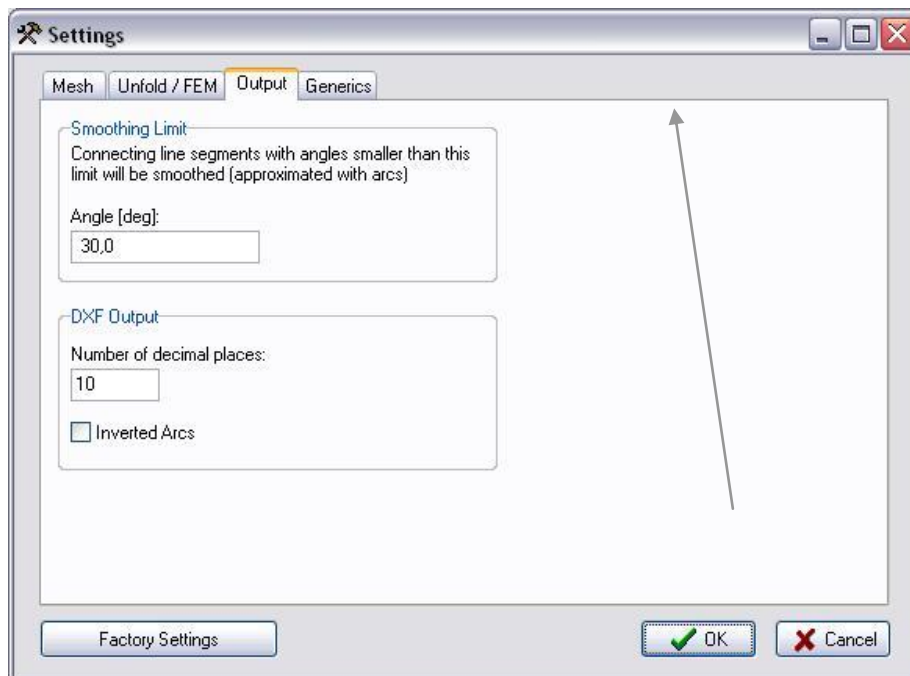 Settings
Mesh
Unfold / FEM
Output
Generics
Smoothing Limit
Connecting line segments with angles smaller than this
limit will be smoothed (approximated with arcs)
Angle [deg]:
30,0
DXF Output
Number of decimal places:
10
Inverted Arcs
Factory Settings
OK
Cancel